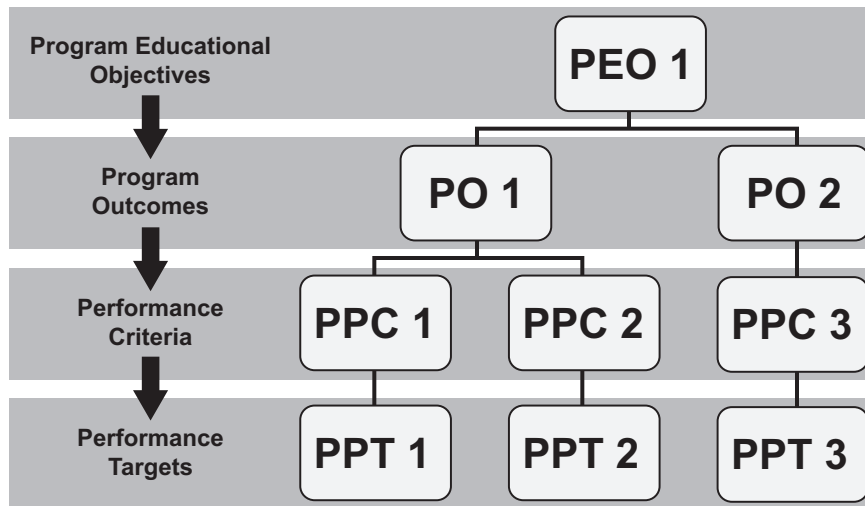 Program Educational
Objectives
PEO 1
Program
Outcomes
PO 1
PO 2
Performance
Criteria
PPC 1
PPC 2
PPC 3
Performance
Targets
PPT 1
PPT 2
PPT 3